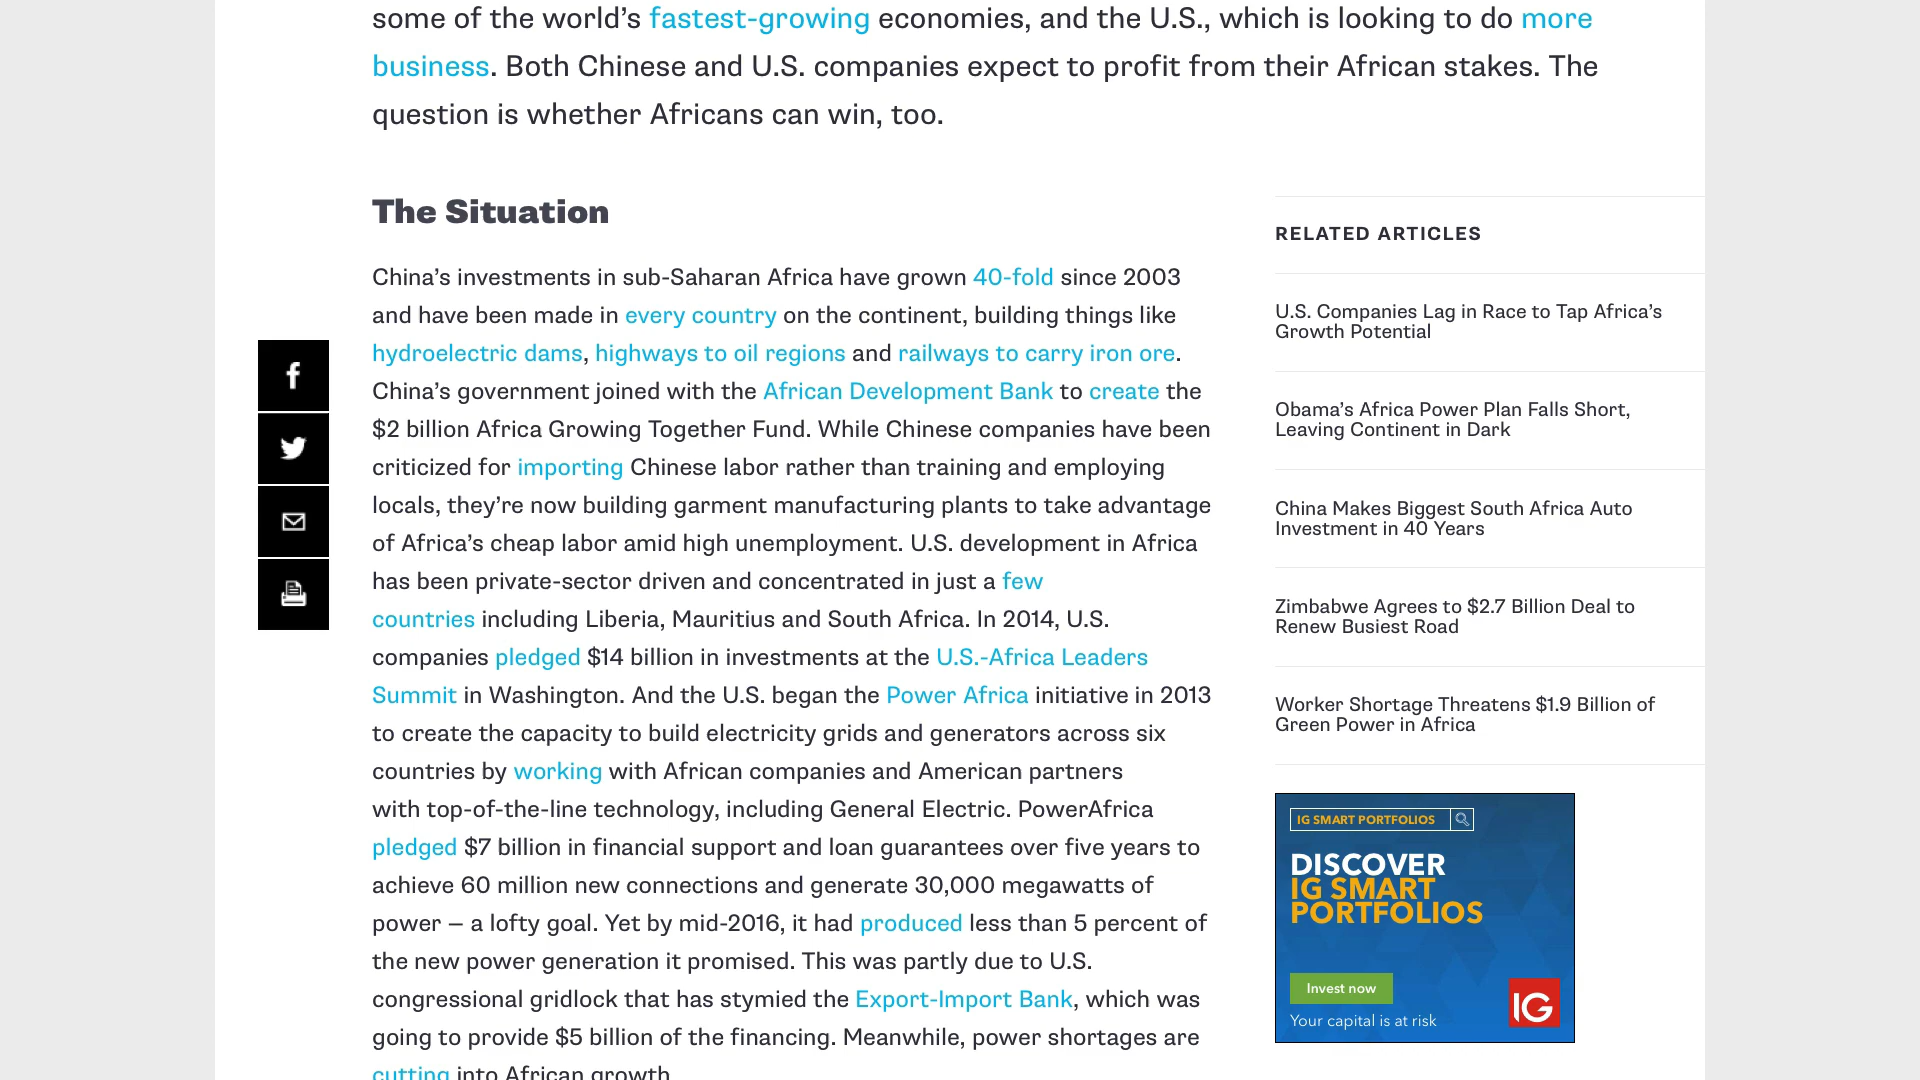 some of the world’s fastest-growing economies, and the U.S., which is looking to do more
business. Both Chinese and U.S. companies expect to profit from their African stakes. The
question is whether Africans can win, too.
The Situation
China’s investments in sub-Saharan Africa have grown 40-fold since 2003
and have been made in every country on the continent, building things like
hydroelectric dams, highways to oil regions and railways to carry iron ore.
China’s government joined with the African Development Bank to create the
$2 billion Africa Growing Together Fund. While Chinese companies have been
criticized for importing Chinese labor rather than training and employing
locals, they’re now building garment manufacturing plants to take advantage
of Africa’s cheap labor amid high unemployment. U.S. development in Africa
has been private-sector driven and concentrated in just a few
countries including Liberia, Mauritius and South Africa. In 2014, U.S.
companies pledged $14 billion in investments at the U.S.-Africa Leaders
Summit in Washington. And the U.S. began the Power Africa initiative in 2013
to create the capacity to build electricity grids and generators across six
countries by working with African companies and American partners
with top-of-the-line technology, including General Electric. PowerAfrica
pledged $7 billion in financial support and loan guarantees over five years to
achieve 60 million new connections and generate 30,000 megawatts of
power — a lofty goal. Yet by mid-2016, it had produced less than 5 percent of
the new power generation it promised. This was partly due to U.S.
congressional gridlock that has stymied the Export-Import Bank, which was
going to provide $5 billion of the financing. Meanwhile, power shortages are
cutting into African growth.
RELATED ARTICLES
U.S. Companies Lag in Race to Tap Africa’s
Growth Potential
Obama’s Africa Power Plan Falls Short,
Leaving Continent in Dark
China Makes Biggest South Africa Auto
Investment in 40 Years
Zimbabwe Agrees to $2.7 Billion Deal to
Renew Busiest Road
Worker Shortage Threatens $1.9 Billion of
Green Power in Africa
IG SMART PORTFOLIOS
DISCOVER
IG SMART
PORTFOLIOS
Invest now
Your capital is at risk
IG